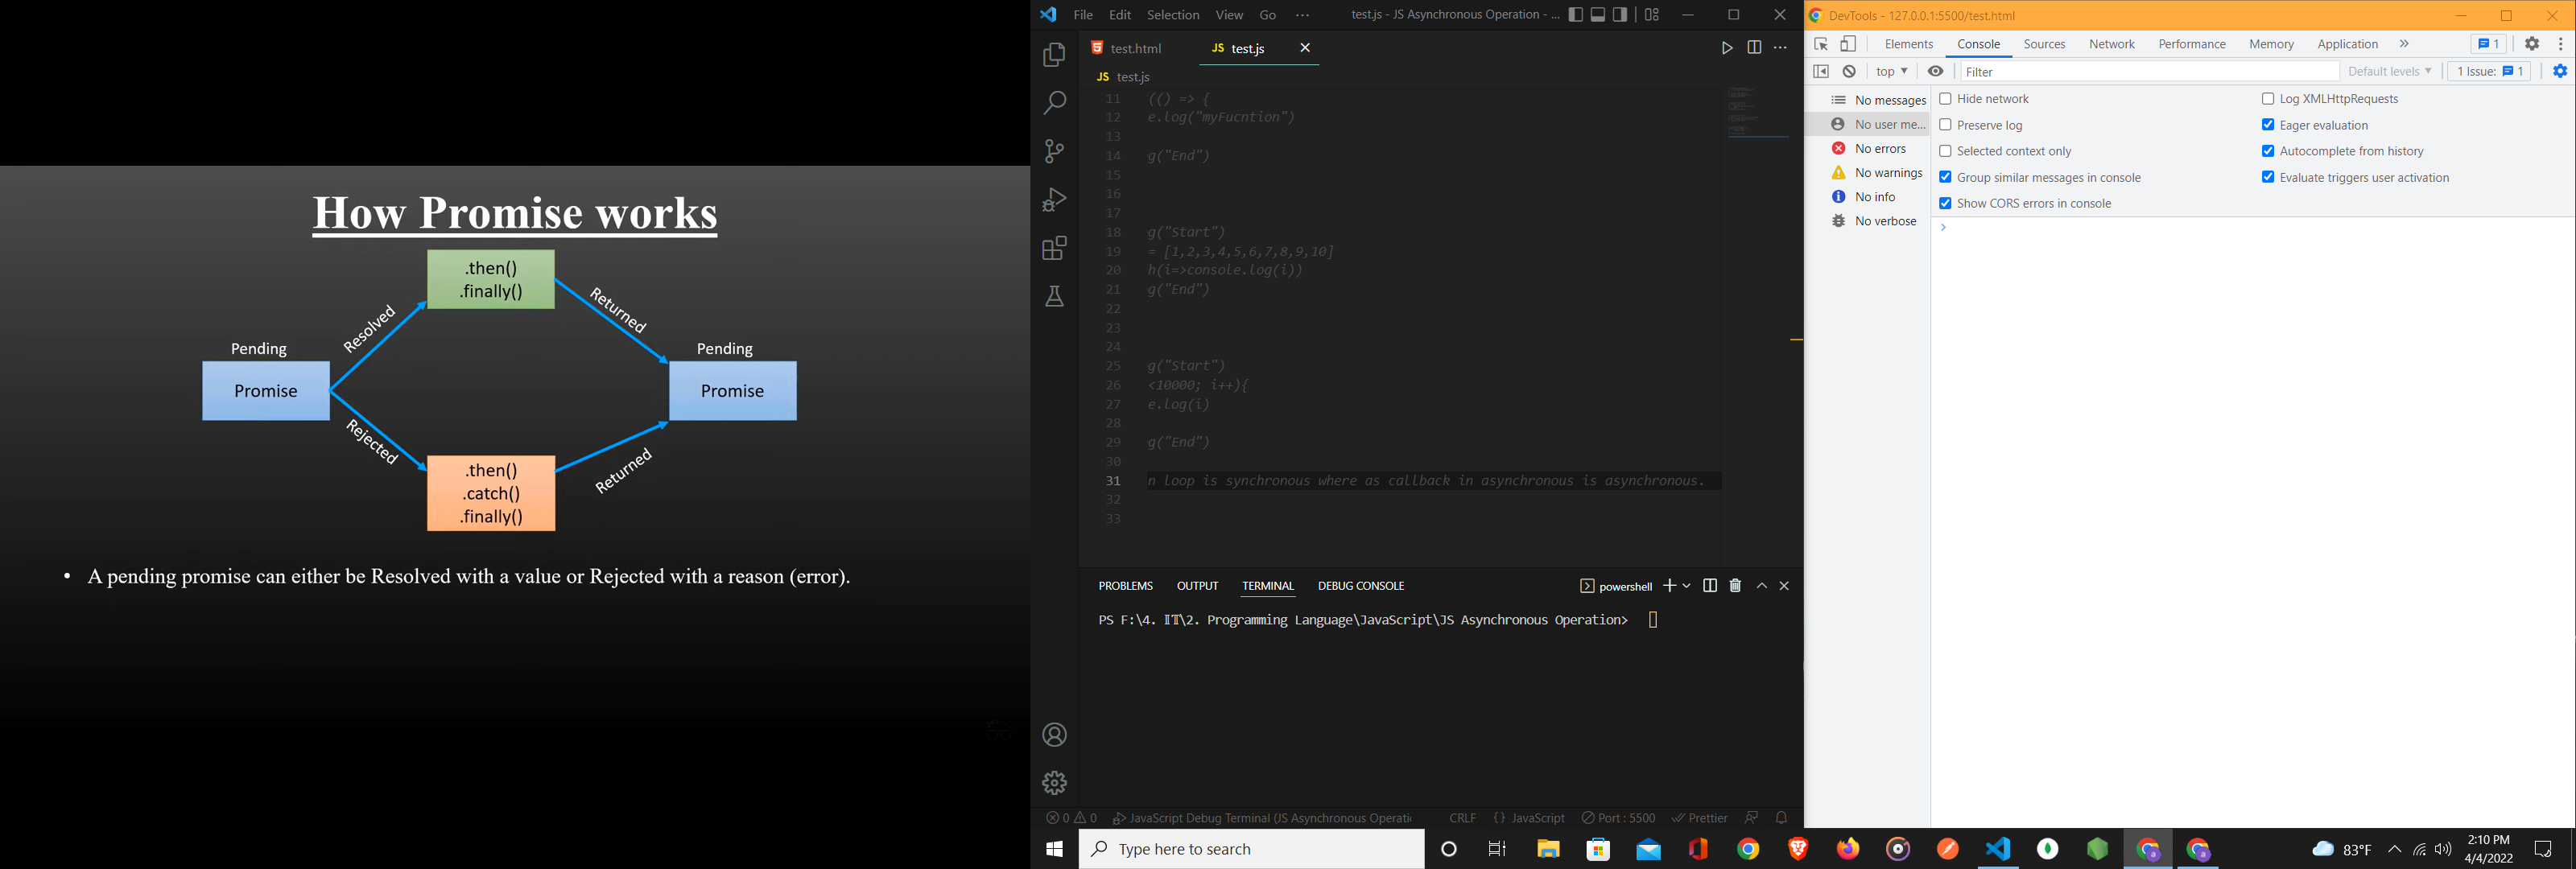 How Promise works
.then()
.finally()
Resolved
Returned
Pending
Promise
Pending
Promise
Rejected
Returned
.then()
.catch()
.finally()
• A pending promise can either be Resolved with a value or Rejected with a reason (error).
File Edit Selection View Go ··· test.js - JS Asynchronous Operation - ...
test.html JS test.js
JS test.js
11 (() => {
12 e.log("myFucntion")
13
14 g("End")
15
16
17
18 g("Start")
19 = [1,2,3,4,5,6,7,8,9,10]
20 h(i=>console.log(i))
21 g("End")
22
23
24
25 g("Start")
26 <10000; i++){
27 e.log(i)
28
29 g("End")
30
31 n loop is synchronous where as callback in asynchronous is asynchronous.
32
33
PROBLEMS OUTPUT TERMINAL DEBUG CONSOLE powershell
PS F:\4. IT\2. Programming Language\JavaScript\JS Asynchronous Operation>
0 0 JavaScript Debug Terminal (JS Asynchronous Operati CRLF {} JavaScript Port : 5500 Prettier
DevTools - 127.0.0.1:5500/test.html
Elements Console Sources Network Performance Memory Application » 1
top Filter Default levels 1 Issue: 1
No messages
No user me...
No errors
No warnings
No info
No verbose
Hide network
Preserve log
Selected context only
Group similar messages in console
Show CORS errors in console
Log XMLHttpRequests
Eager evaluation
Autocomplete from history
Evaluate triggers user activation
Type here to search
83°F
2:10 PM
4/4/2022